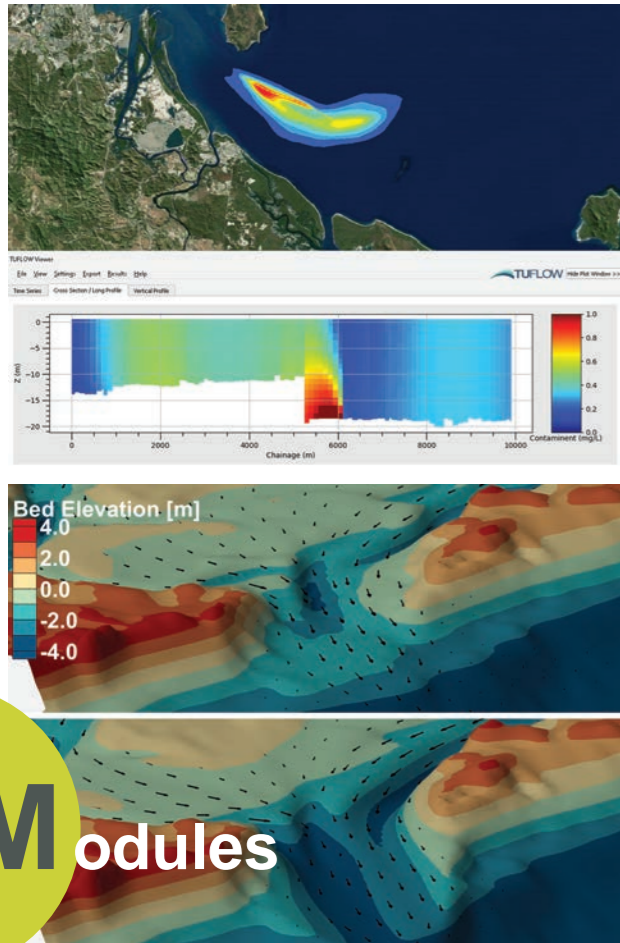 TUFLOW Viewer
File View Settings Export Results Help
TUFLOW
Hide Plot Window >>
Time Series Cross Section / Long Profile Vertical Profile
0
−5
−10
−15
−20
Z (m)
0 2000 4000 6000 8000 10000
Chainage (m)
1.0
0.8
0.6
0.4
0.2
0.0
Contaminent (mg/L)
Bed Elevation [m]
4.0
2.0
0.0
-2.0
-4.0
Modules